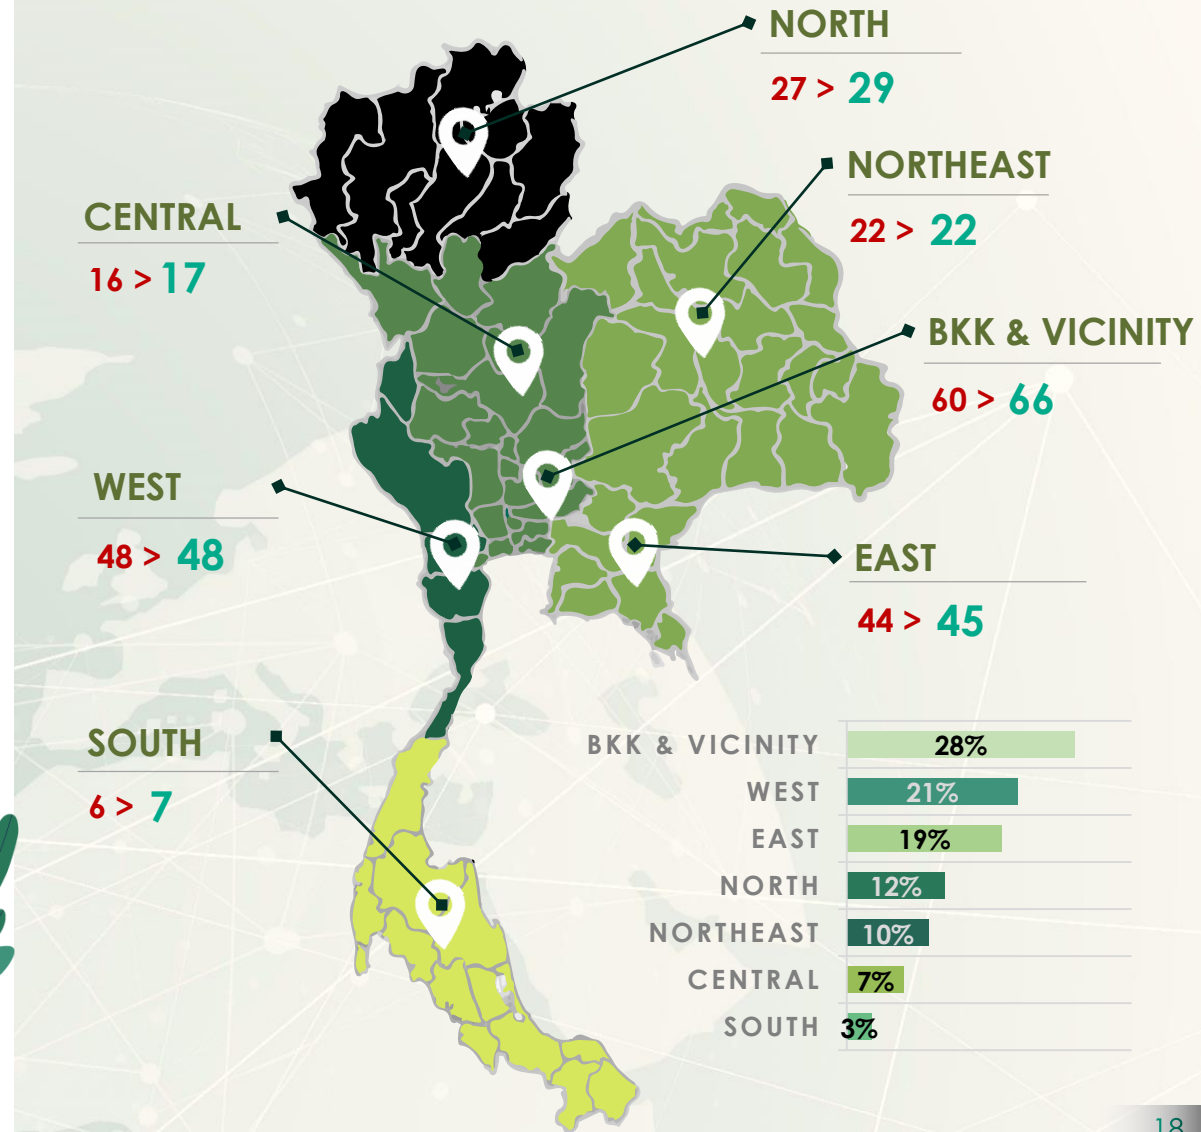 NORTH
27 > 29
NORTHEAST
22 > 22
CENTRAL
16 > 17
BKK & VICINITY
60 > 66
WEST
48 > 48
EAST
44 > 45
SOUTH
6 > 7
BKK & VICINITY 28%
WEST 21%
EAST 19%
NORTH 12%
NORTHEAST 10%
CENTRAL 7%
SOUTH 3%
18